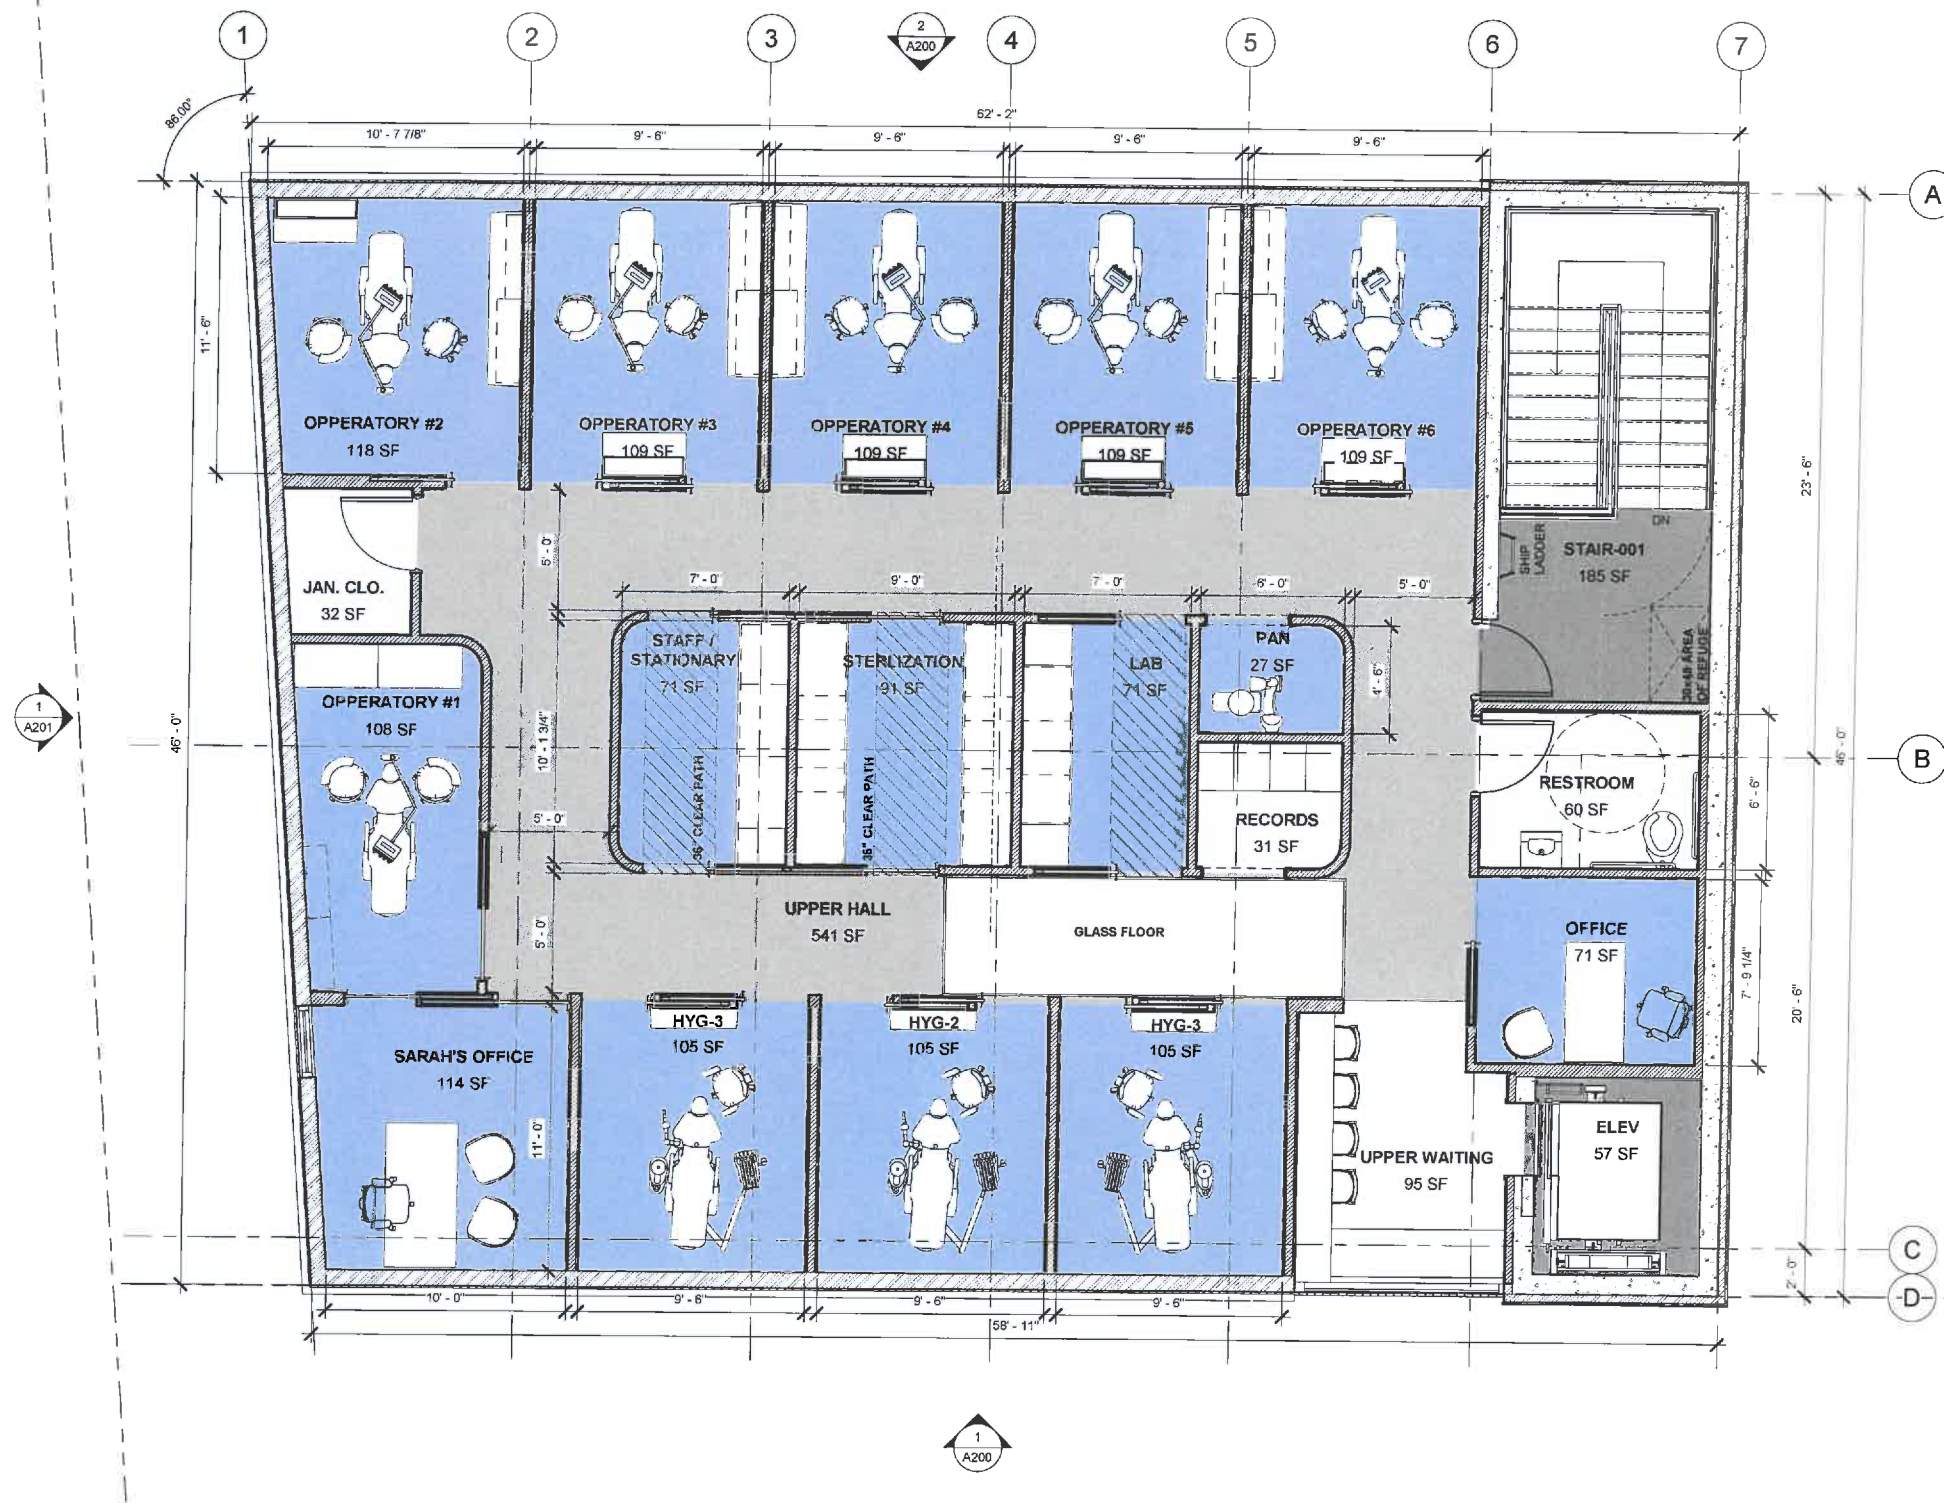 1
2
3
2
A200
4
5
6
7
86.00°
62' - 2"
10' - 7 7/8"
9' - 6"
9' - 6"
9' - 6"
9' - 6"
A
11' - 6"
OPPERATORY #2
118 SF
OPPERATORY #3
109 SF
OPPERATORY #4
109 SF
OPPERATORY #5
109 SF
OPPERATORY #6
109 SF
23' - 6"
DN
SHIP
LADDER
STAIR-001
185 SF
30x48 AREA
OF REFUGE
5' - 0"
JAN. CLO.
32 SF
7' - 0"
9' - 0"
7' - 0"
6' - 0"
5' - 0"
STAFF /
STATIONARY
71 SF
STERLIZATION
91 SF
LAB
71 SF
PAN
27 SF
4' - 6"
OPPERATORY #1
108 SF
1
A201
46' - 0"
10' - 1 3/4"
36" CLEAR PATH
36" CLEAR PATH
5' - 0"
RECORDS
31 SF
RESTROOM
60 SF
6' - 6"
46' - 0"
B
UPPER HALL
541 SF
GLASS FLOOR
5' - 0"
OFFICE
71 SF
7' - 9 1/4"
20' - 6"
SARAH'S OFFICE
114 SF
HYG-3
105 SF
HYG-2
105 SF
HYG-3
105 SF
11' - 0"
UPPER WAITING
95 SF
ELEV
57 SF
C
2' - 0"
D
10' - 0"
9' - 6"
9' - 6"
9' - 6"
58' - 11"
1
A200